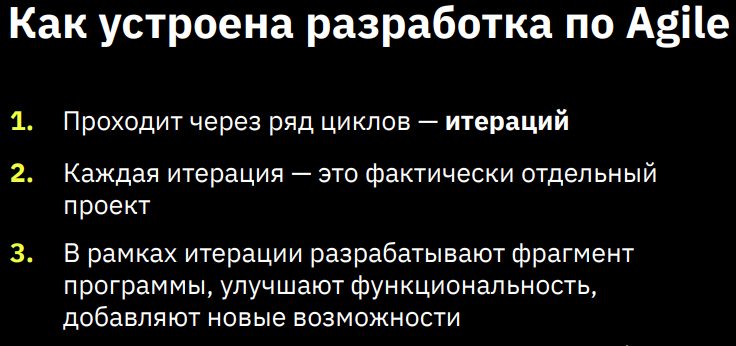 Как устроена разработка по Agile
1. Проходит через ряд циклов — итераций
2. Каждая итерация — это фактически отдельный
проект
3. В рамках итерации разрабатывают фрагмент
программы, улучшают функциональность,
добавляют новые возможности